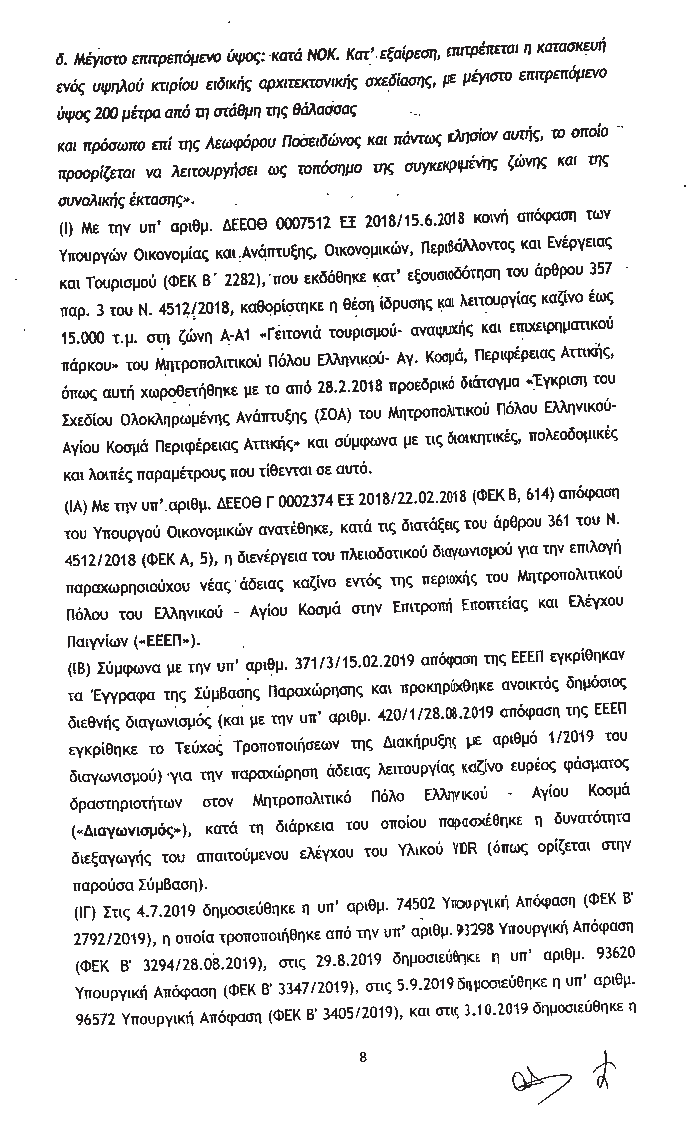 δ. Μέγιστο επιτρεπόμενο ύψος: κατά ΝΟΚ. Κατ' εξαίρεση, επιτρέπεται η κατασκευή
ενός υψηλού κτιρίου ειδικής αρχιτεκτονικής σχεδίασης, με μέγιστο επιτρεπόμενο
ύψος 200 μέτρα από τη στάθμη της θάλασσας
και πρόσωπο επί της Λεωφόρου Ποσειδώνος και πάντως πλησίον αυτής, το οποίο
προορίζεται να λειτουργήσει ως τοπόσημο της συγκεκριμένης ζώνης και της
συνολικής έκτασης».
(Ι) Με την υπ' αριθμ. ΔΕΕΟΘ 0007512 ΕΞ 2018/15.6.2018 κοινή απόφαση των
Υπουργών Οικονομίας και Ανάπτυξης, Οικονομικών, Περιβάλλοντος και Ενέργειας
και Τουρισμού (ΦΕΚ Β΄ 2282), που εκδόθηκε κατ' εξουσιοδότηση του άρθρου 357
παρ. 3 του Ν. 4512/2018, καθορίστηκε η θέση ίδρυσης και λειτουργίας καζίνο έως
15.000 τ.μ. στη ζώνη Α-Α1 «Γειτονιά τουρισμού- αναψυχής και επιχειρηματικού
πάρκου» του Μητροπολιτικού Πόλου Ελληνικού- Αγ. Κοσμά, Περιφέρειας Αττικής,
όπως αυτή χωροθετήθηκε με το από 28.2.2018 προεδρικό διάταγμα «Έγκριση του
Σχεδίου Ολοκληρωμένης Ανάπτυξης (ΣΟΑ) του Μητροπολιτικού Πόλου Ελληνικού-
Αγίου Κοσμά Περιφέρειας Αττικής» και σύμφωνα με τις διοικητικές, πολεοδομικές
και λοιπές παραμέτρους που τίθενται σε αυτό.
(ΙΑ) Με την υπ' αριθμ. ΔΕΕΟΘ Γ 0002374 ΕΞ 2018/22.02.2018 (ΦΕΚ Β, 614) απόφαση
του Υπουργού Οικονομικών ανατέθηκε, κατά τις διατάξεις του άρθρου 361 του Ν.
4512/2018 (ΦΕΚ Α, 5), η διενέργεια του πλειοδοτικού διαγωνισμού για την επιλογή
παραχωρησιούχου νέας άδειας καζίνο εντός της περιοχής του Μητροπολιτικού
Πόλου του Ελληνικού – Αγίου Κοσμά στην Επιτροπή Εποπτείας και Ελέγχου
Παιγνίων («ΕΕΕΠ»).
(ΙΒ) Σύμφωνα με την υπ' αριθμ. 371/3/15.02.2019 απόφαση της ΕΕΕΠ εγκρίθηκαν
τα Έγγραφα της Σύμβασης Παραχώρησης και προκηρύχθηκε ανοικτός δημόσιος
διεθνής διαγωνισμός (και με την υπ' αριθμ. 420/1/28.08.2019 απόφαση της ΕΕΕΠ
εγκρίθηκε το Τεύχος Τροποποιήσεων της Διακήρυξης με αριθμό 1/2019 του
διαγωνισμού) για την παραχώρηση άδειας λειτουργίας καζίνο ευρέος φάσματος
δραστηριοτήτων στον Μητροπολιτικό Πόλο Ελληνικού - Αγίου Κοσμά
(«Διαγωνισμός»), κατά τη διάρκεια του οποίου παρασχέθηκε η δυνατότητα
διεξαγωγής του απαιτούμενου ελέγχου του Υλικού VDR (όπως ορίζεται στην
παρούσα Σύμβαση).
(ΙΓ) Στις 4.7.2019 δημοσιεύθηκε η υπ' αριθμ. 74502 Υπουργική Απόφαση (ΦΕΚ Β'
2792/2019), η οποία τροποποιήθηκε από την υπ' αριθμ. 93298 Υπουργική Απόφαση
(ΦΕΚ Β' 3294/28.08.2019), στις 29.8.2019 δημοσιεύθηκε η υπ' αριθμ. 93620
Υπουργική Απόφαση (ΦΕΚ Β' 3347/2019), στις 5.9.2019 δημοσιεύθηκε η υπ' αριθμ.
96572 Υπουργική Απόφαση (ΦΕΚ Β' 3405/2019), και στις 3.10.2019 δημοσιεύθηκε η
8